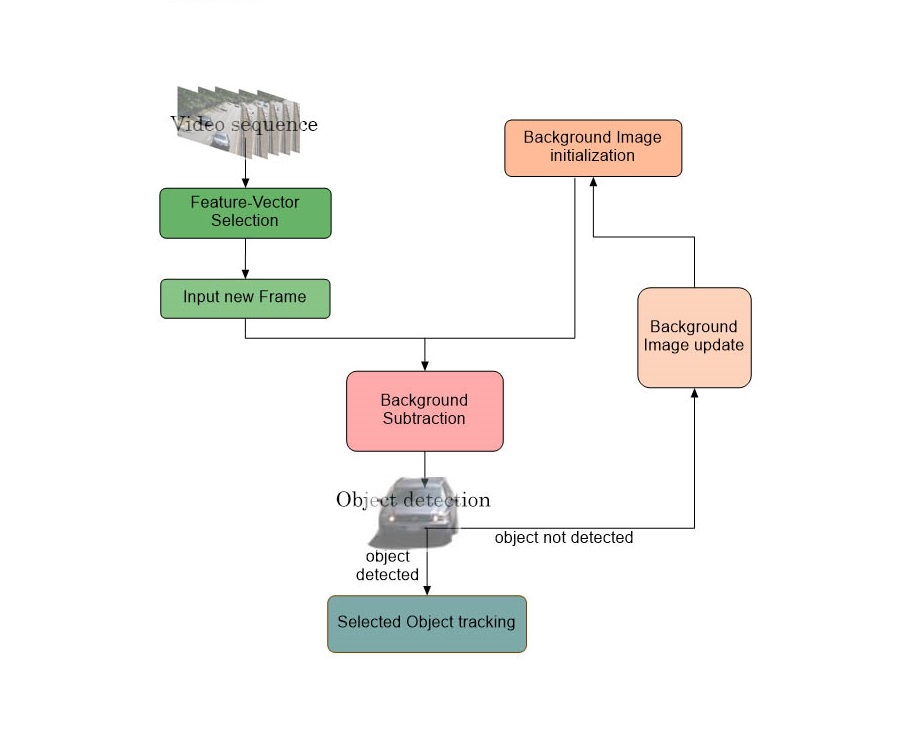 Video sequence
Background Image
initialization
Feature-Vector
Selection
Input new Frame
Background
Image update
Background
Subtraction
Object detection
object not detected
object
detected
Selected Object tracking